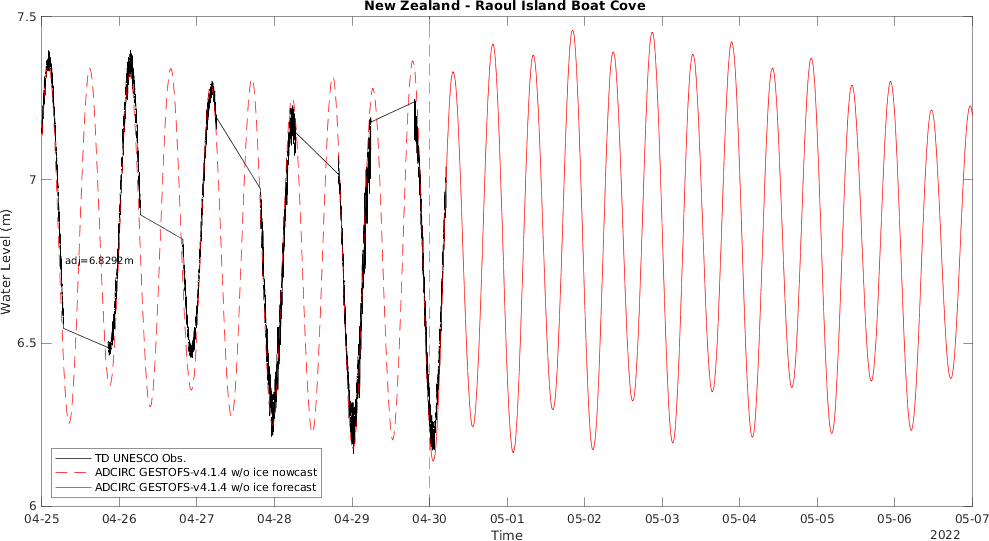 New Zealand - Raoul Island Boat Cove
7.5
7
6.5
6
Water Level (m)
adj=6.8292m
TD UNESCO Obs.
ADCIRC GESTOFS-v4.1.4 w/o ice nowcast
ADCIRC GESTOFS-v4.1.4 w/o ice forecast
04-25 04-26 04-27 04-28 04-29 04-30 05-01 05-02 05-03 05-04 05-05 05-06 05-07
Time
2022